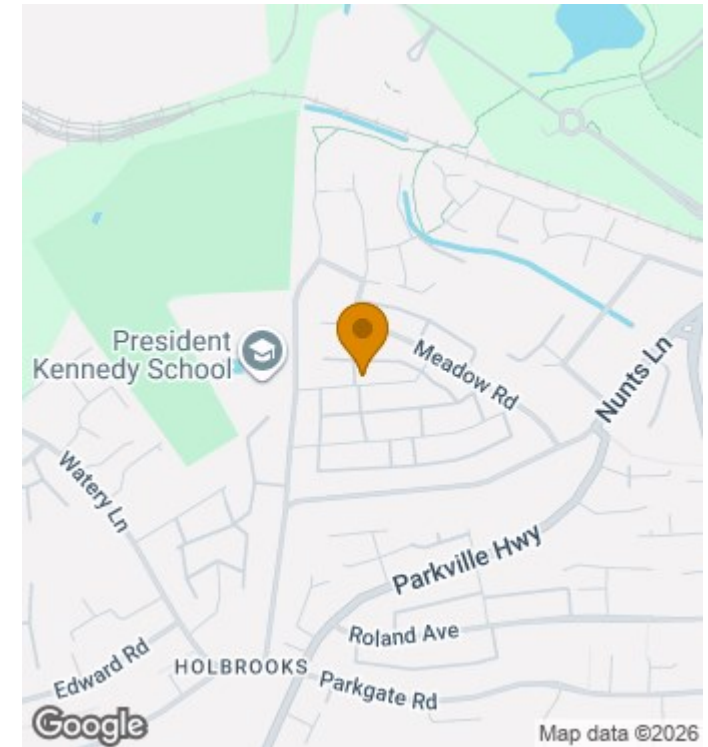 President
Kennedy School
Meadow Rd
Nunts Ln
Watery Ln
Parkville Hwy
Roland Ave
Edward Rd
HOLBROOKS
Parkgate Rd
Google
Map data ©2026